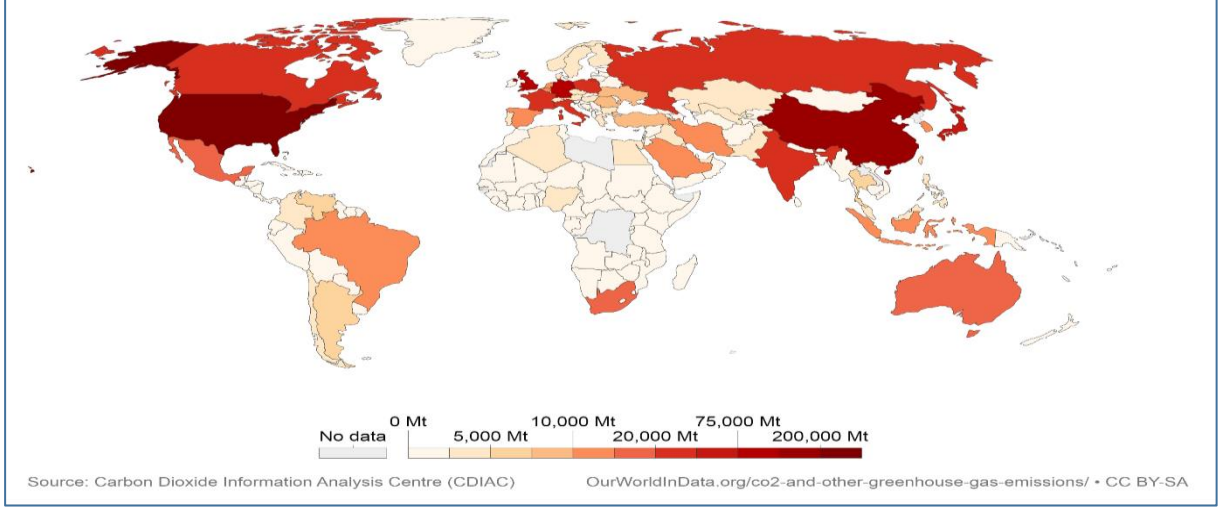 0 Mt 10,000 Mt 75,000 Mt
No data 5,000 Mt 20,000 Mt 200,000 Mt
Source: Carbon Dioxide Information Analysis Centre (CDIAC) OurWorldInData.org/co2-and-other-greenhouse-gas-emissions/ • CC BY-SA